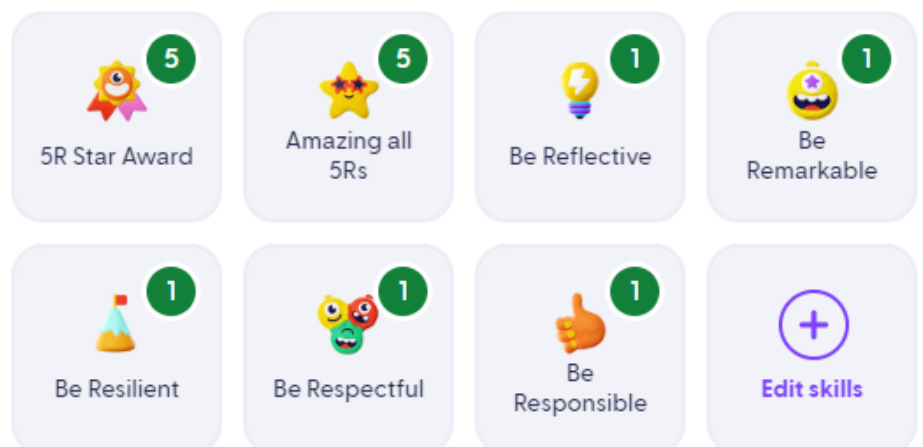 5
5R Star Award
5
Amazing all
5Rs
1
Be Reflective
1
Be
Remarkable
1
Be Resilient
1
Be Respectful
1
Be
Responsible
Edit skills